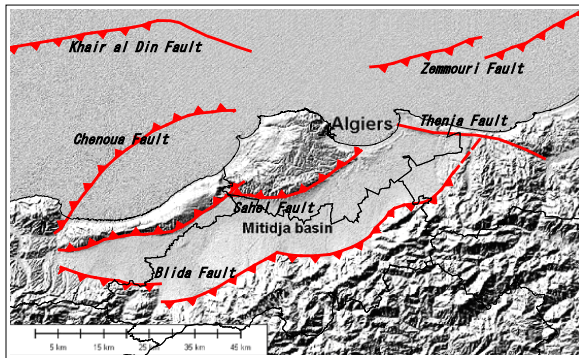 Khair al Din Fault
Zemmouri Fault
Algiers
Thenia Fault
Chenoua Fault
Sahel Fault
Mitidja basin
Blida Fault
5 km 15 km 25 km 35 km 45 km